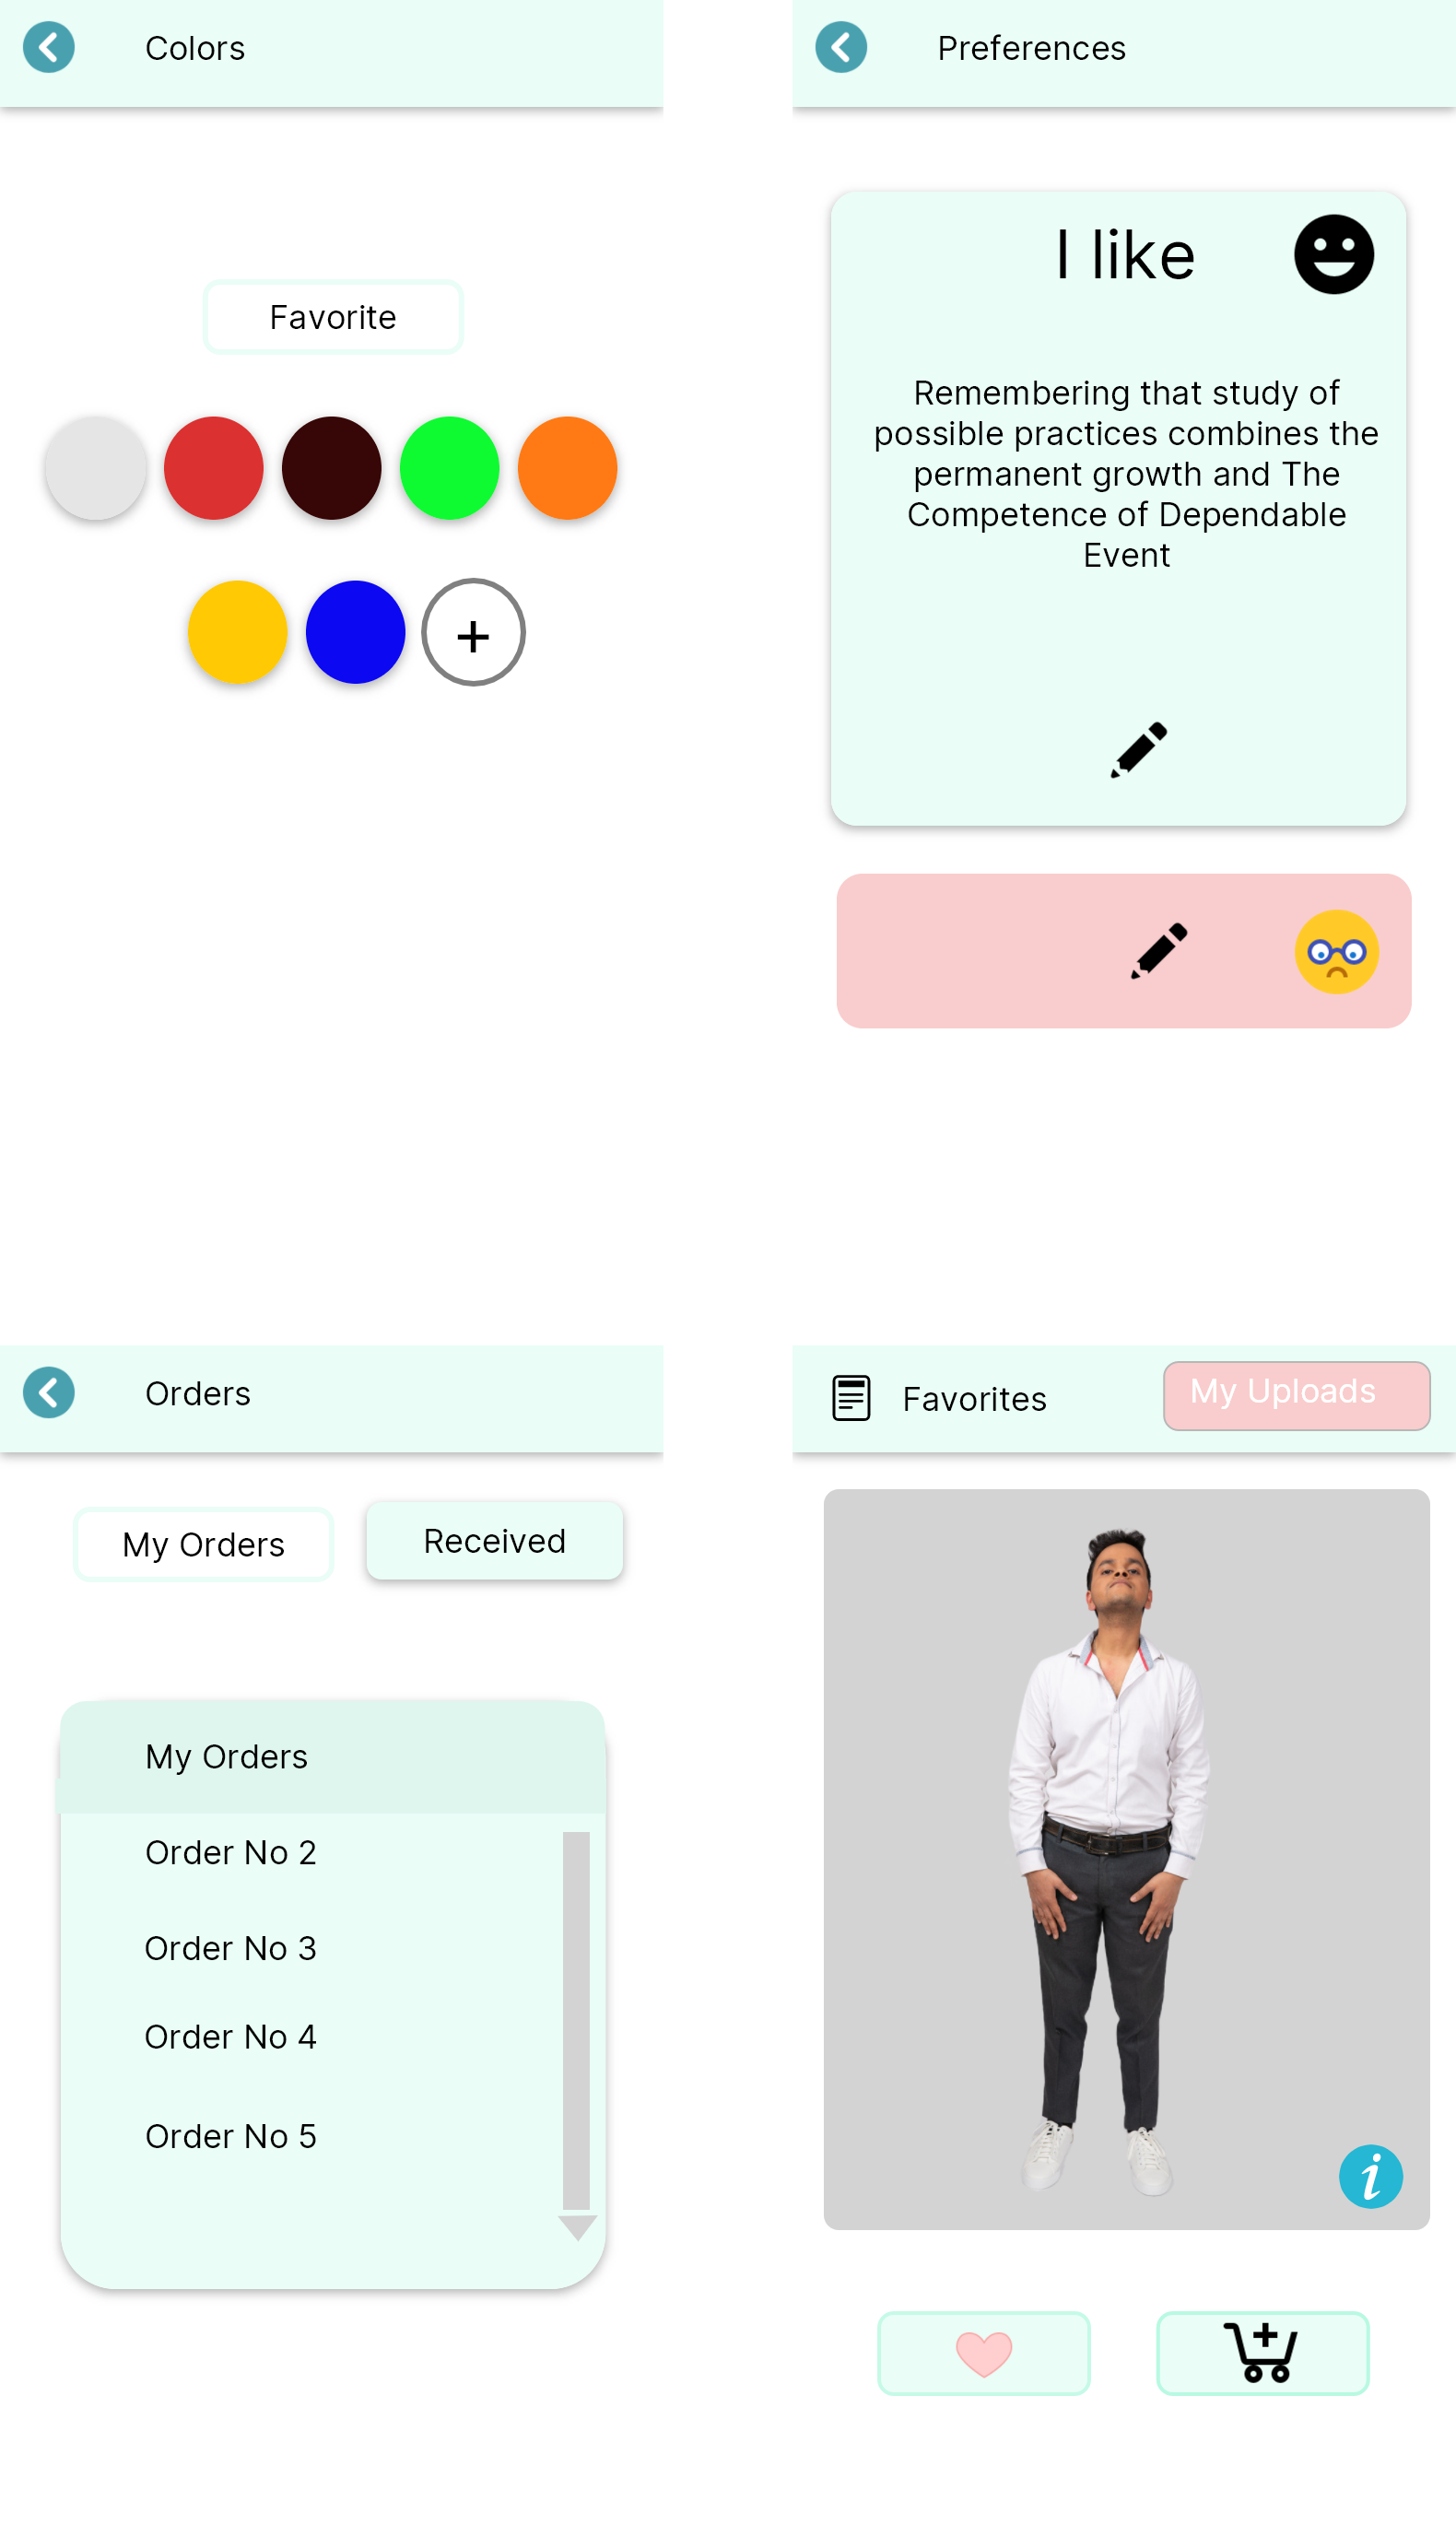 Colors
Favorite
+
Preferences
I like
Remembering that study of
possible practices combines the
permanent growth and The
Competence of Dependable
Event
Orders
My Orders
Received
My Orders
Order No 2
Order No 3
Order No 4
Order No 5
Favorites
My Uploads
i